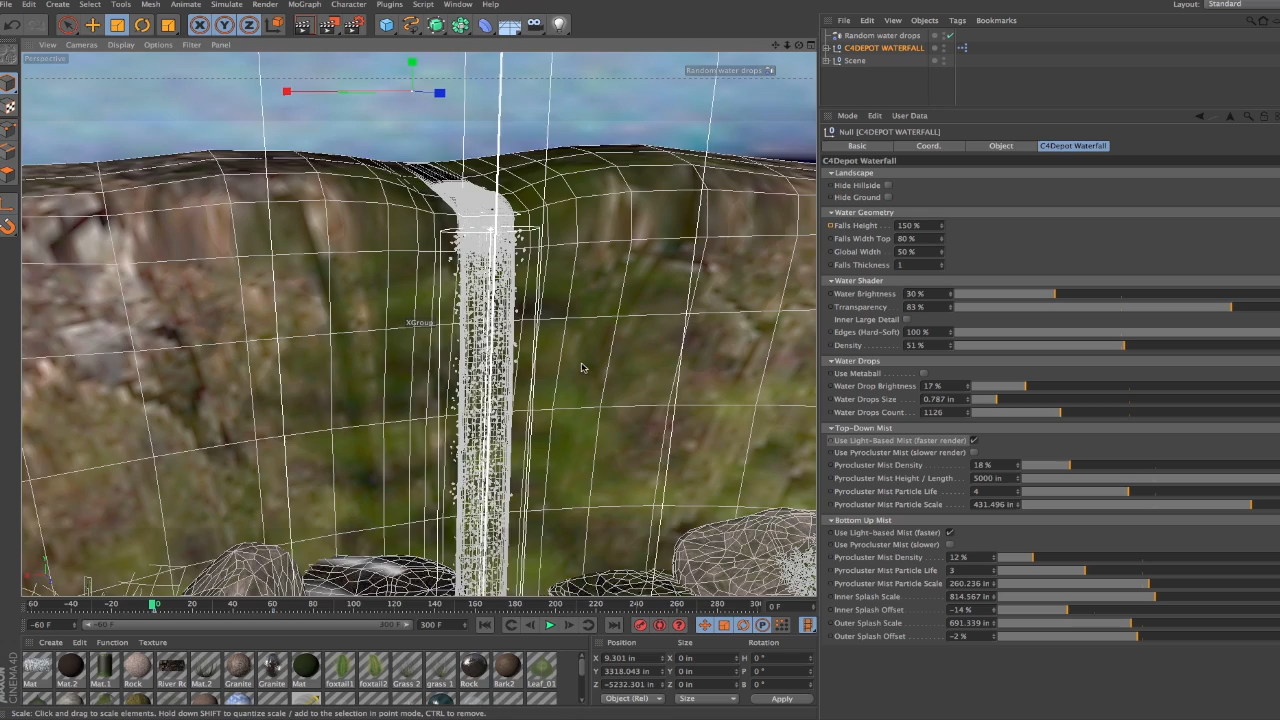 File Edit Create Select Tools Mesh Animate Simulate Render MoGraph Character Plugins Script Window Help
Layout: Standard
X Y Z
File Edit View Objects Tags Bookmarks
Random water drops
C4DEPOT WATERFALL
Scene
View Cameras Display Options Filter Panel
Perspective
Random water drops
XGroup
Mode Edit User Data
Null [C4DEPOT WATERFALL]
Basic Coord. Object C4Depot Waterfall
C4Depot Waterfall
Landscape
Hide Hillside
Hide Ground
Water Geometry
Falls Height . . . 150 %
Falls Width Top 80 %
Global Width . . 50 %
Falls Thickness . 1
Water Shader
Water Brightness . 30 %
Transparency . . . 83 %
Inner Large Detail
Edges (Hard-Soft) 100 %
Density . . . . . . . . 51 %
Water Drops
Use Metaball . . . . . . . .
Water Drop Brightness . 17 %
Water Drops Size . . . . 0.787 in
Water Drops Count . . . 1126
Top-Down Mist
Use Light-Based Mist (faster render)
Use Pyrocluster Mist (slower render)
Pyrocluster Mist Density . . . . . . 18 %
Pyrocluster Mist Height / Length . . . 5000 in
Pyrocluster Mist Particle Life . . . . 4
Pyrocluster Mist Particle Scale . . . . 431.496 in
Bottom Up Mist
Use Light-based Mist (faster)
Use Pyrocluster Mist (slower)
Pyrocluster Mist Density . . . 12 %
Pyrocluster Mist Particle Life . 3
Pyrocluster Mist Particle Scale 260.236 in
Inner Splash Scale . . . . . . 814.567 in
Inner Splash Offset . . . . . . -14 %
Outer Splash Scale . . . . . . 691.339 in
Outer Splash Offset . . . . . . -2 %
-60 -40 -20 0 20 40 60 80 100 120 140 160 180 200 220 240 260 280 300 0 F
-60 F -60 F 300 F 300 F
Create Edit Function Texture
Mat Mat.2 Mat.1 Rock River Ro Mat.2 Granite Granite Mat foxtail1 foxtail2 Grass 2 grass 1 Rock Bark2 Leaf_01
Position Size Rotation
X 9.301 in X 0 in H 0 °
Y 3318.043 in Y 0 in P 0 °
Z -5232.301 in Z 0 in B 0 °
Object (Rel) Size Apply
MAXON CINEMA4D
Scale: Click and drag to scale elements. Hold down SHIFT to quantize scale / add to the selection in point mode, CTRL to remove.